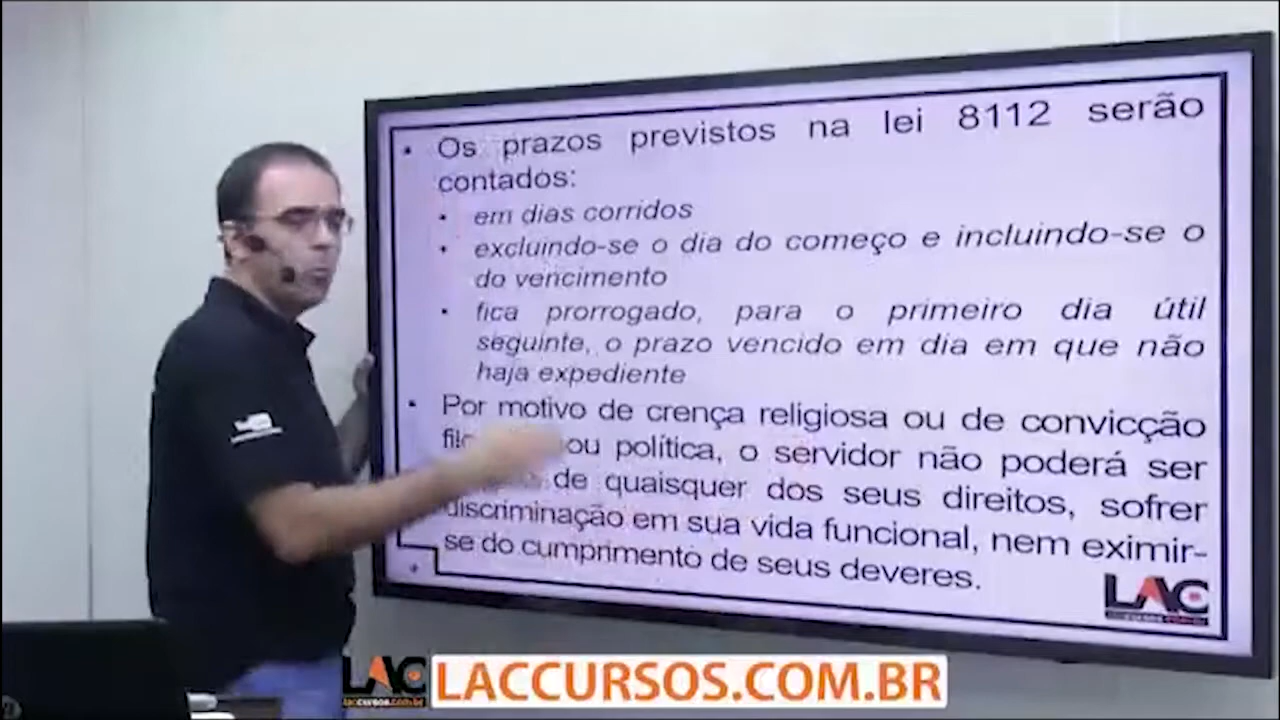 Os prazos previstos na lei 8112 serão
contados:
em dias corridos
excluindo-se o dia do começo e incluindo-se o
do vencimento
fica prorrogado, para o primeiro dia útil
seguinte, o prazo vencido em dia em que não
haja expediente
Por motivo de crença religiosa ou de convicção
ou política, o servidor não poderá ser
de quaisquer dos seus direitos, sofrer
discriminação em sua vida funcional, nem eximir-
se do cumprimento de seus deveres.
LAC
LAC
laccursos.com.br
LACCURSOS.COM.BR